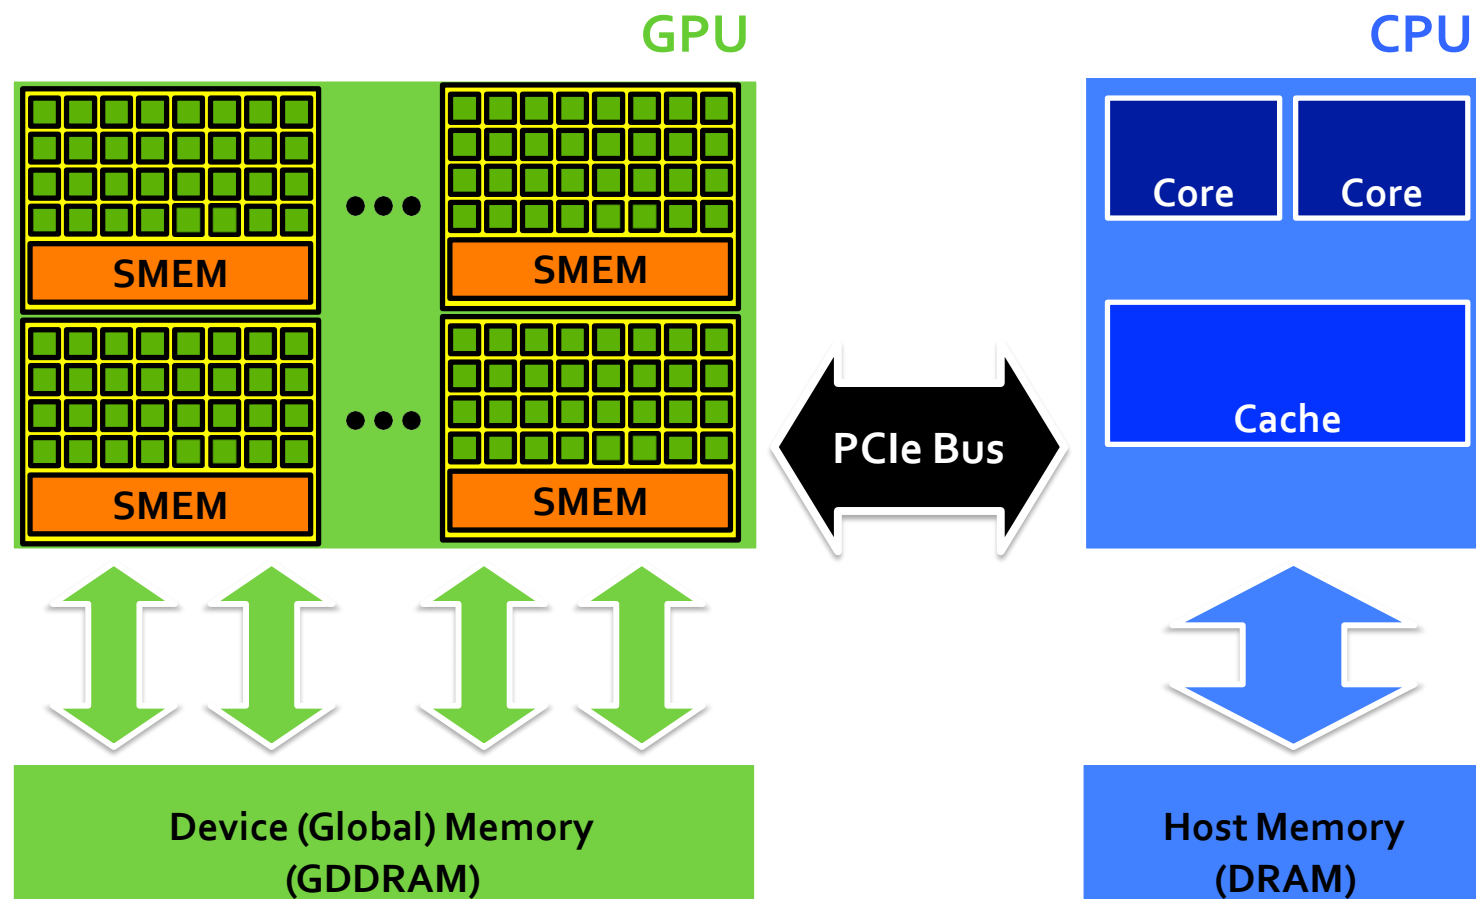 GPU
CPU
SMEM
SMEM
SMEM
SMEM
PCIe Bus
Core
Core
Cache
Device (Global) Memory
(GDDRAM)
Host Memory
(DRAM)